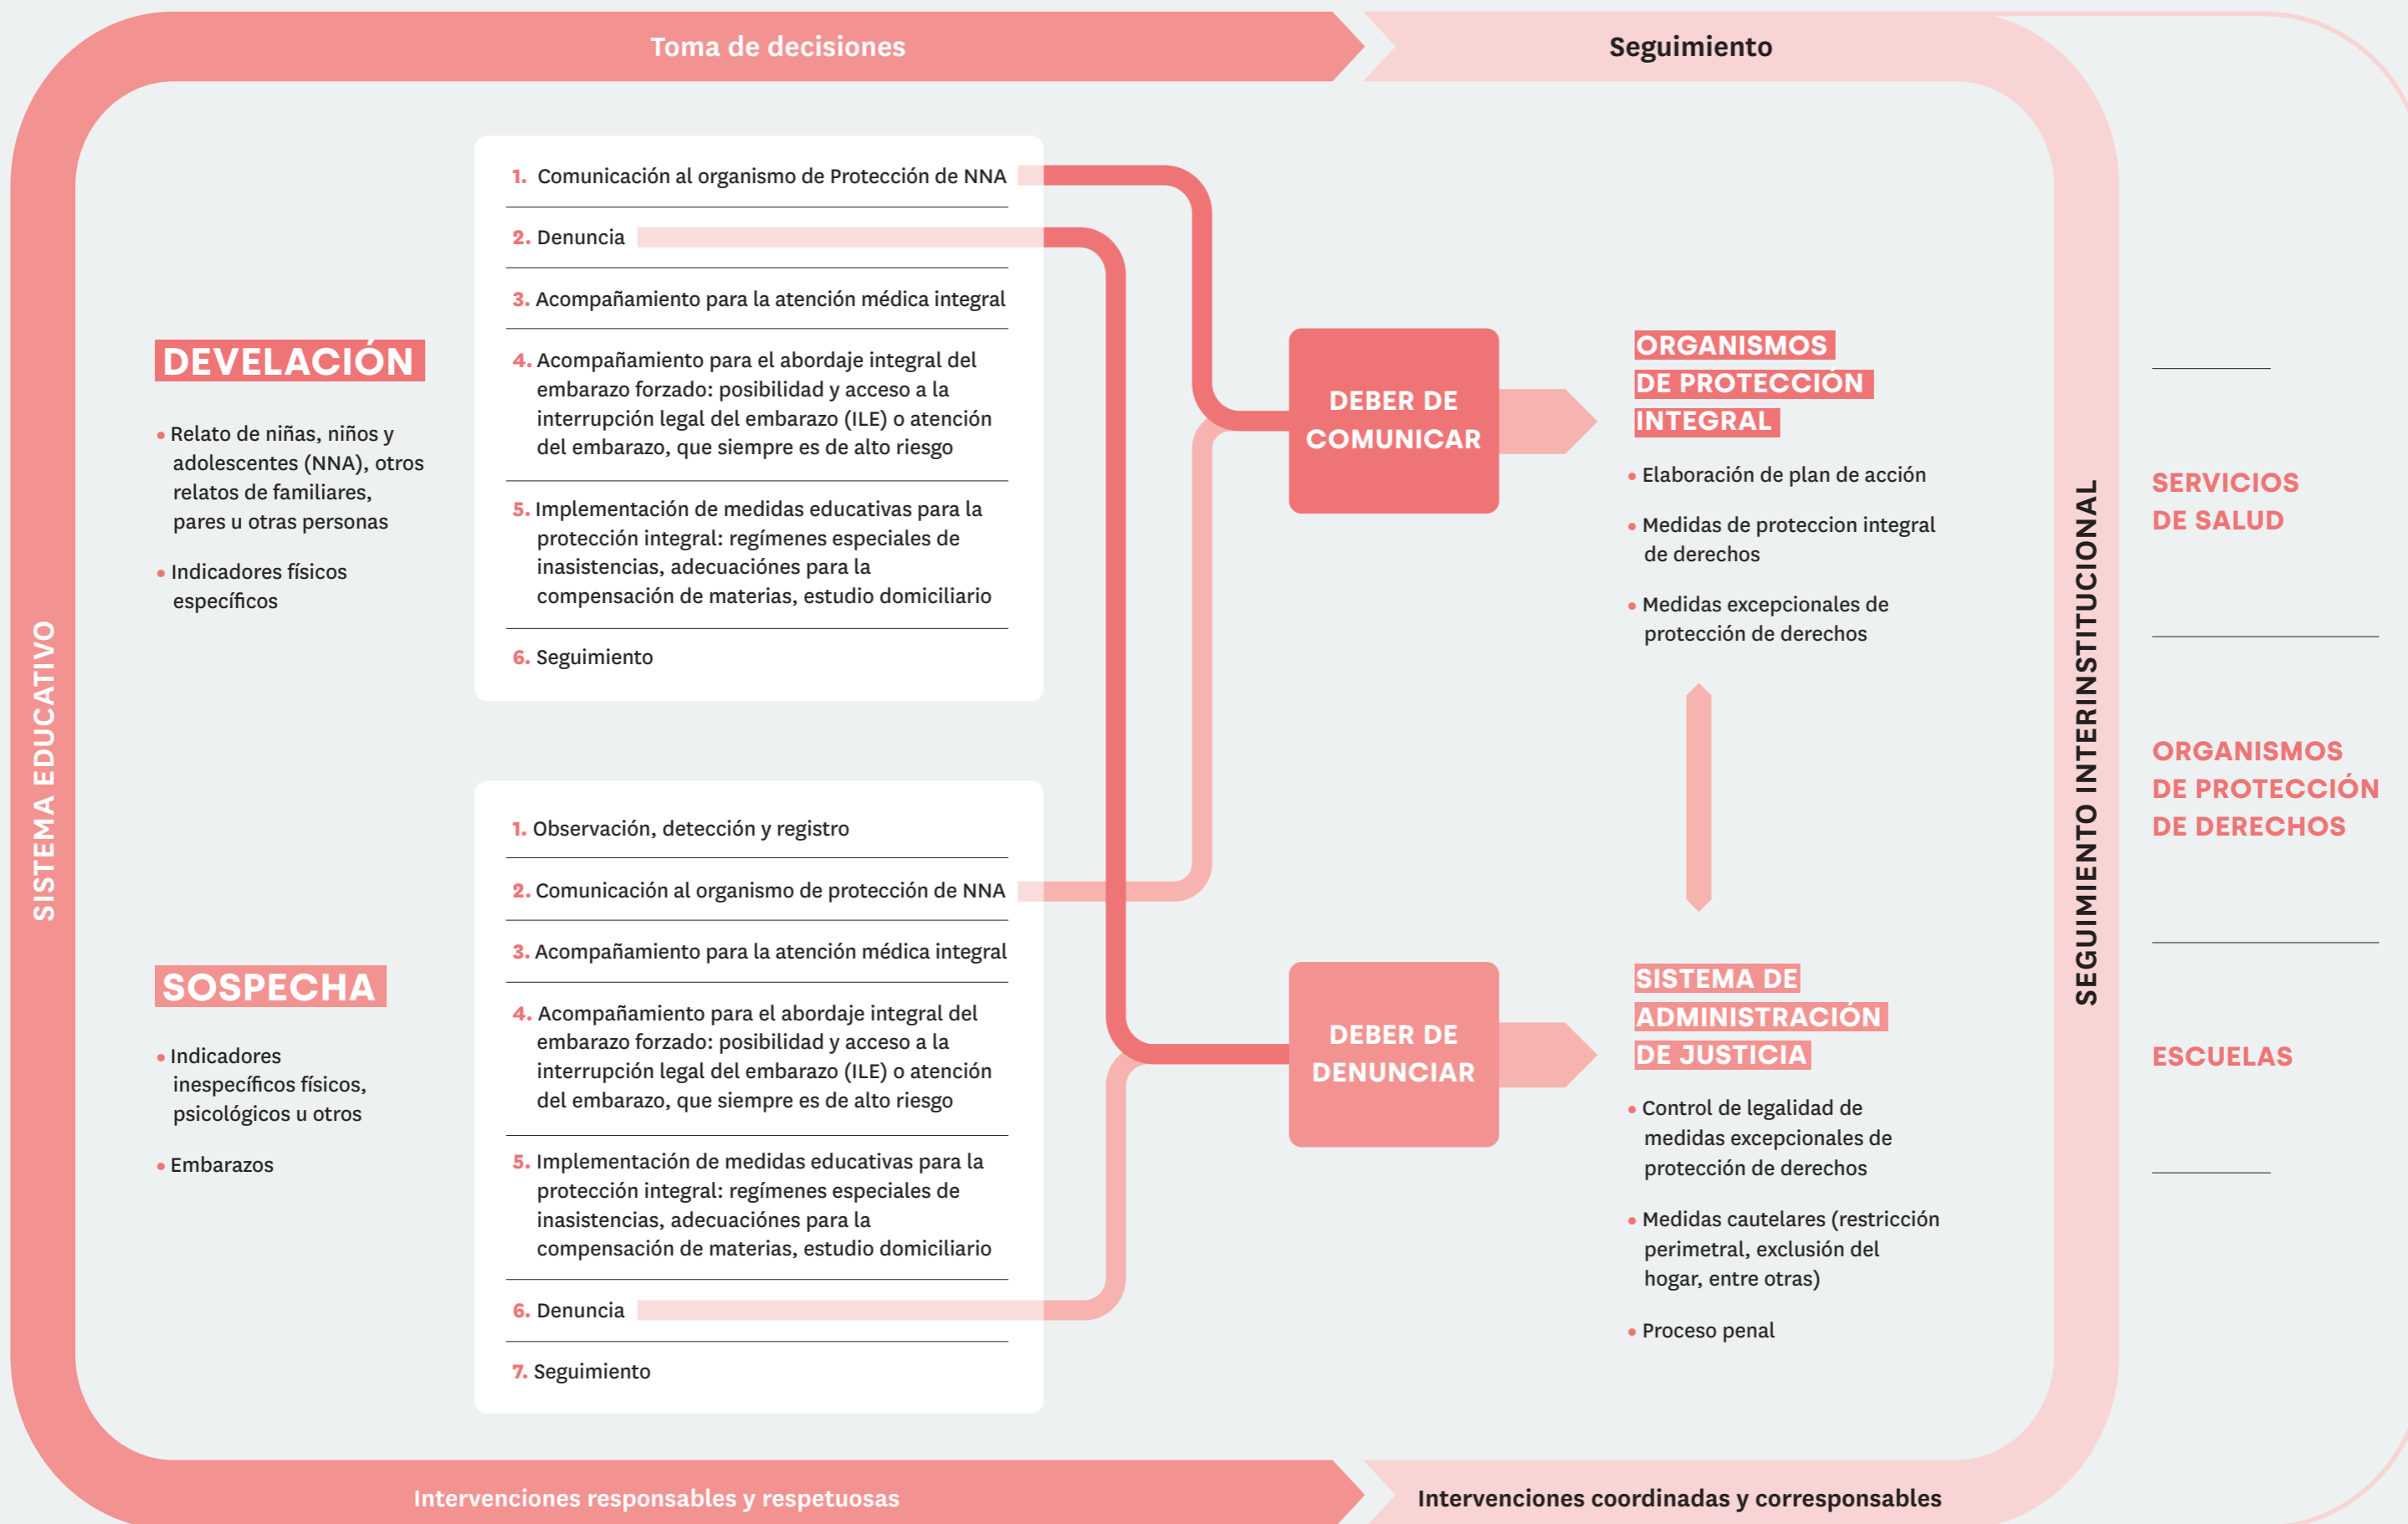 Toma de decisiones
Seguimiento
SISTEMA EDUCATIVO
DEVELACIÓN
• Relato de niñas, niños y
adolescentes (NNA), otros
relatos de familiares,
pares u otras personas
• Indicadores físicos
específicos
1. Comunicación al organismo de Protección de NNA
2. Denuncia
3. Acompañamiento para la atención médica integral
4. Acompañamiento para el abordaje integral del
embarazo forzado: posibilidad y acceso a la
interrupción legal del embarazo (ILE) o atención
del embarazo, que siempre es de alto riesgo
5. Implementación de medidas educativas para la
protección integral: regímenes especiales de
inasistencias, adecuaciónes para la
compensación de materias, estudio domiciliario
6. Seguimiento
SOSPECHA
• Indicadores
inespecíficos físicos,
psicológicos u otros
• Embarazos
1. Observación, detección y registro
2. Comunicación al organismo de protección de NNA
3. Acompañamiento para la atención médica integral
4. Acompañamiento para el abordaje integral del
embarazo forzado: posibilidad y acceso a la
interrupción legal del embarazo (ILE) o atención
del embarazo, que siempre es de alto riesgo
5. Implementación de medidas educativas para la
protección integral: regímenes especiales de
inasistencias, adecuaciónes para la
compensación de materias, estudio domiciliario
6. Denuncia
7. Seguimiento
DEBER DE
COMUNICAR
ORGANISMOS
DE PROTECCIÓN
INTEGRAL
• Elaboración de plan de acción
• Medidas de proteccion integral
de derechos
• Medidas excepcionales de
protección de derechos
DEBER DE
DENUNCIAR
SISTEMA DE
ADMINISTRACIÓN
DE JUSTICIA
• Control de legalidad de
medidas excepcionales de
protección de derechos
• Medidas cautelares (restricción
perimetral, exclusión del
hogar, entre otras)
• Proceso penal
SEGUIMIENTO INTERINSTITUCIONAL
SERVICIOS
DE SALUD
ORGANISMOS
DE PROTECCIÓN
DE DERECHOS
ESCUELAS
Intervenciones responsables y respetuosas
Intervenciones coordinadas y corresponsables